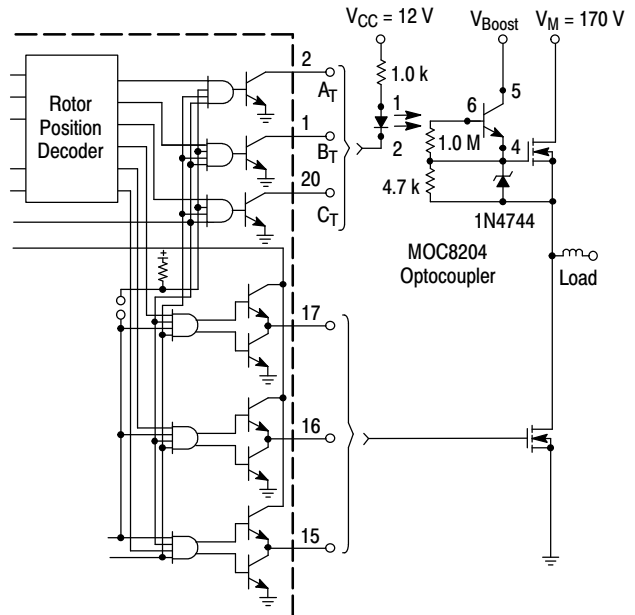 V_CC = 12 V
V_Boost
V_M = 170 V
2
A_T
1.0 k
1
2
5
6
1.0 M
4
4.7 k
1N4744
Rotor
Position
Decoder
1
B_T
20
C_T
MOC8204
Optocoupler
Load
+
17
16
15